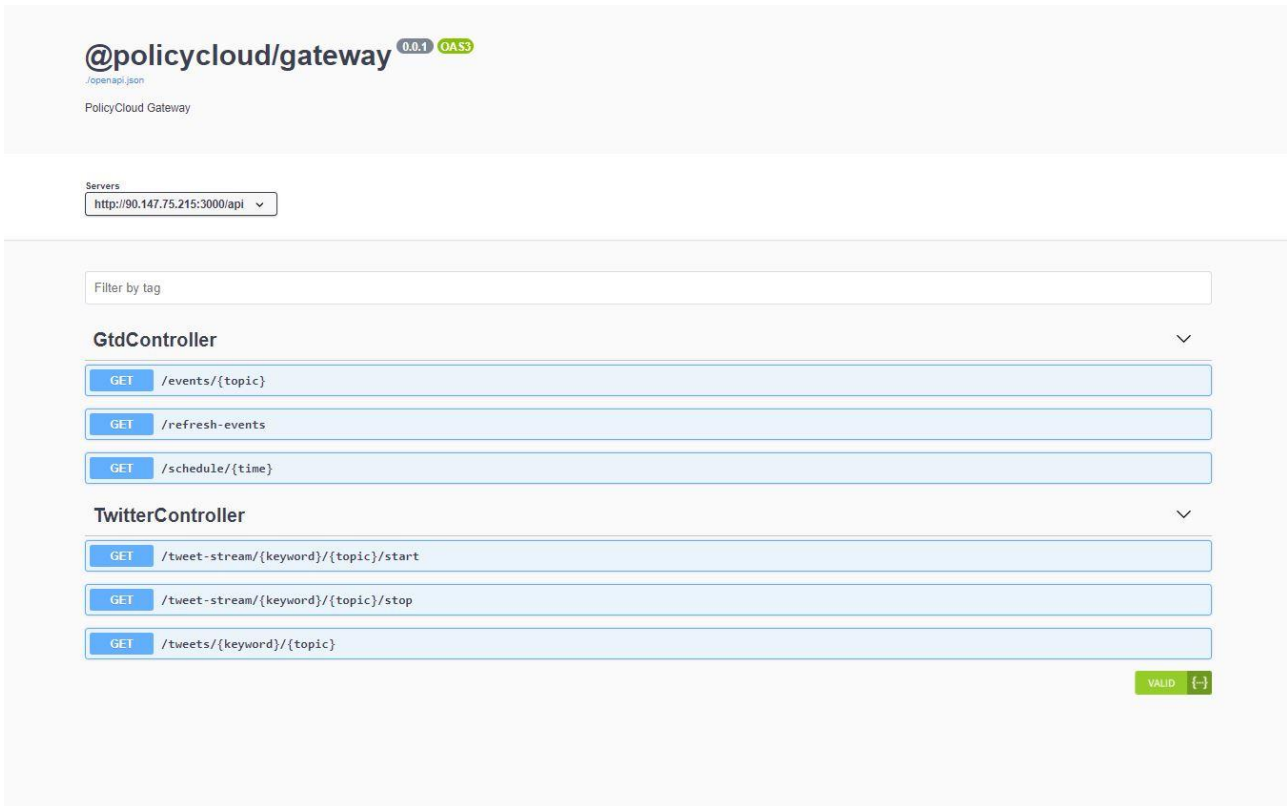 @policycloud/gateway 0.0.1 OAS3
./openapi.json
PolicyCloud Gateway
Servers
http://90.147.75.215:3000/api
Filter by tag
GtdController
GET /events/{topic}
GET /refresh-events
GET /schedule/{time}
TwitterController
GET /tweet-stream/{keyword}/{topic}/start
GET /tweet-stream/{keyword}/{topic}/stop
GET /tweets/{keyword}/{topic}
VALID {--}